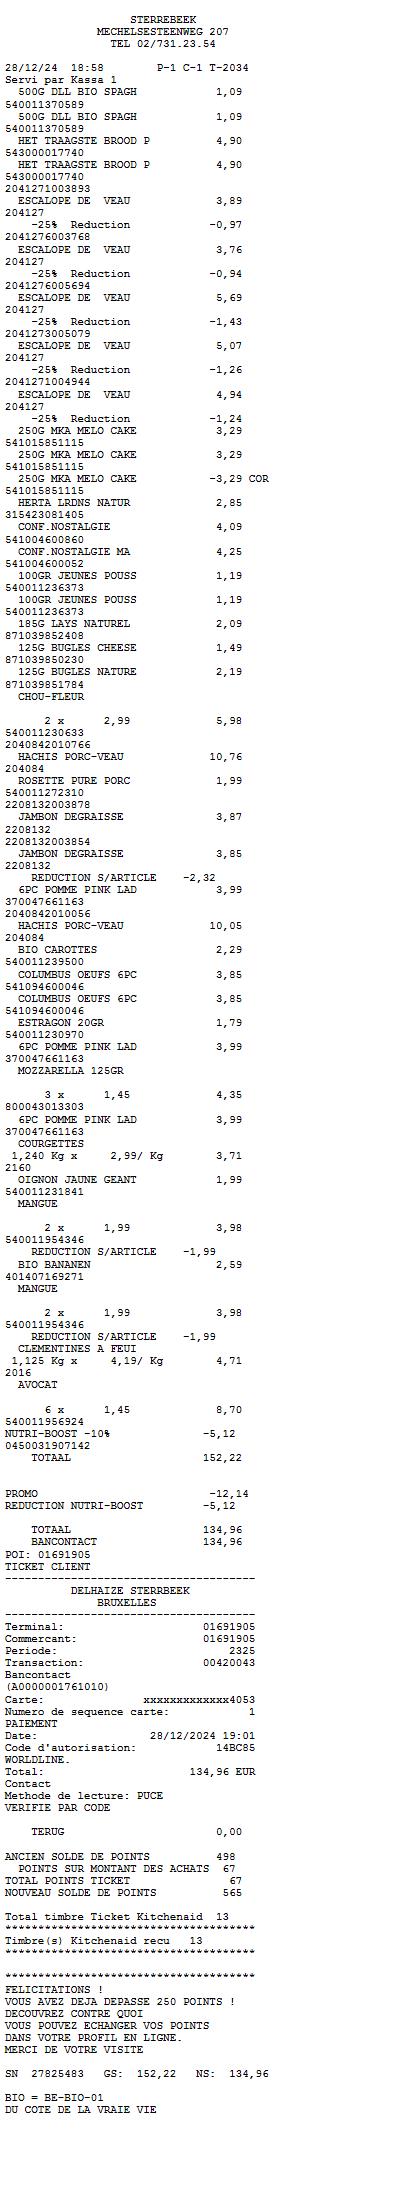 STERREBEEK
MECHELSESTEENWEG 207
TEL 02/731.23.54
28/12/24 18:58 P-1 C-1 T-2034
Servi par Kassa 1
500G DLL BIO SPAGH 1,09
540011370589
500G DLL BIO SPAGH 1,09
540011370589
HET TRAAGSTE BROOD P 4,90
543000017740
HET TRAAGSTE BROOD P 4,90
543000017740
2041271003893
ESCALOPE DE VEAU 3,89
204127
-25% Reduction -0,97
2041276003768
ESCALOPE DE VEAU 3,76
204127
-25% Reduction -0,94
2041276005694
ESCALOPE DE VEAU 5,69
204127
-25% Reduction -1,43
2041273005079
ESCALOPE DE VEAU 5,07
204127
-25% Reduction -1,26
2041271004944
ESCALOPE DE VEAU 4,94
204127
-25% Reduction -1,24
250G MKA MELO CAKE 3,29
541015851115
250G MKA MELO CAKE 3,29
541015851115
250G MKA MELO CAKE -3,29 COR
541015851115
HERTA LRDNS NATUR 2,85
315423081405
CONF.NOSTALGIE 4,09
541004600860
CONF.NOSTALGIE MA 4,25
541004600052
100GR JEUNES POUSS 1,19
540011236373
100GR JEUNES POUSS 1,19
540011236373
185G LAYS NATUREL 2,09
871039852408
125G BUGLES CHEESE 1,49
871039850230
125G BUGLES NATURE 2,19
871039851784
CHOU-FLEUR
2 x 2,99 5,98
540011230633
2040842010766
HACHIS PORC-VEAU 10,76
204084
ROSETTE PURE PORC 1,99
540011272310
2208132003878
JAMBON DEGRAISSE 3,87
2208132
2208132003854
JAMBON DEGRAISSE 3,85
2208132
REDUCTION S/ARTICLE -2,32
6PC POMME PINK LAD 3,99
370047661163
2040842010056
HACHIS PORC-VEAU 10,05
204084
BIO CAROTTES 2,29
540011239500
COLUMBUS OEUFS 6PC 3,85
541094600046
COLUMBUS OEUFS 6PC 3,85
541094600046
ESTRAGON 20GR 1,79
540011230970
6PC POMME PINK LAD 3,99
370047661163
MOZZARELLA 125GR
3 x 1,45 4,35
800043013303
6PC POMME PINK LAD 3,99
370047661163
COURGETTES
1,240 Kg x 2,99/ Kg 3,71
2160
OIGNON JAUNE GEANT 1,99
540011231841
MANGUE
2 x 1,99 3,98
540011954346
REDUCTION S/ARTICLE -1,99
BIO BANANEN 2,59
401407169271
MANGUE
2 x 1,99 3,98
540011954346
REDUCTION S/ARTICLE -1,99
CLEMENTINES A FEUI
1,125 Kg x 4,19/ Kg 4,71
2016
AVOCAT
6 x 1,45 8,70
540011956924
NUTRI-BOOST -10% -5,12
0450031907142
TOTAAL 152,22
PROMO -12,14
REDUCTION NUTRI-BOOST -5,12
TOTAAL 134,96
BANCONTACT 134,96
POI: 01691905
TICKET CLIENT
--------------------------------------
DELHAIZE STERRBEEK
BRUXELLES
--------------------------------------
Terminal: 01691905
Commercant: 01691905
Periode: 2325
Transaction: 00420043
Bancontact
(A0000001761010)
Carte: xxxxxxxxxxxxx4053
Numero de sequence carte: 1
PAIEMENT
Date: 28/12/2024 19:01
Code d'autorisation: 14BC85
WORLDLINE.
Total: 134,96 EUR
Contact
Methode de lecture: PUCE
VERIFIE PAR CODE
TERUG 0,00
ANCIEN SOLDE DE POINTS 498
POINTS SUR MONTANT DES ACHATS 67
TOTAL POINTS TICKET 67
NOUVEAU SOLDE DE POINTS 565
Total timbre Ticket Kitchenaid 13
**************************************
Timbre(s) Kitchenaid recu 13
**************************************
**************************************
FELICITATIONS !
VOUS AVEZ DEJA DEPASSE 250 POINTS !
DECOUVREZ CONTRE QUOI
VOUS POUVEZ ECHANGER VOS POINTS
DANS VOTRE PROFIL EN LIGNE.
MERCI DE VOTRE VISITE
SN 27825483 GS: 152,22 NS: 134,96
BIO = BE-BIO-01
DU COTE DE LA VRAIE VIE